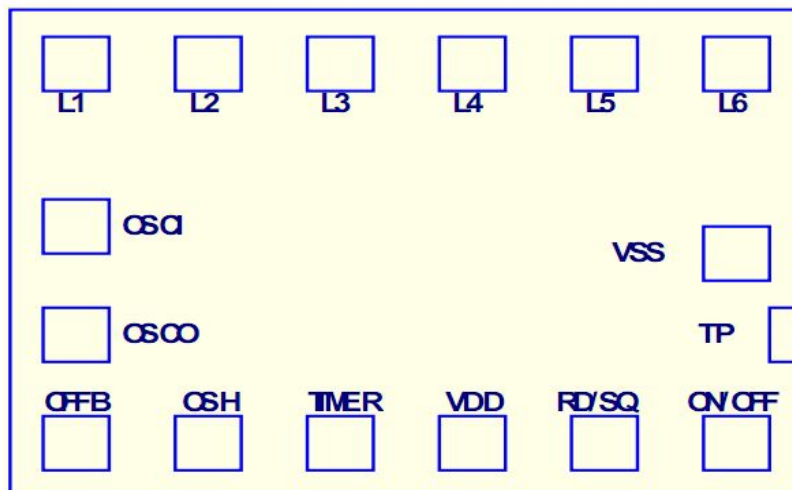 L1 L2 L3 L4 L5 L6
OSCI
VSS
OSCO
TP
OFFB OSH TIMER VDD RD/SQ ON/OFF